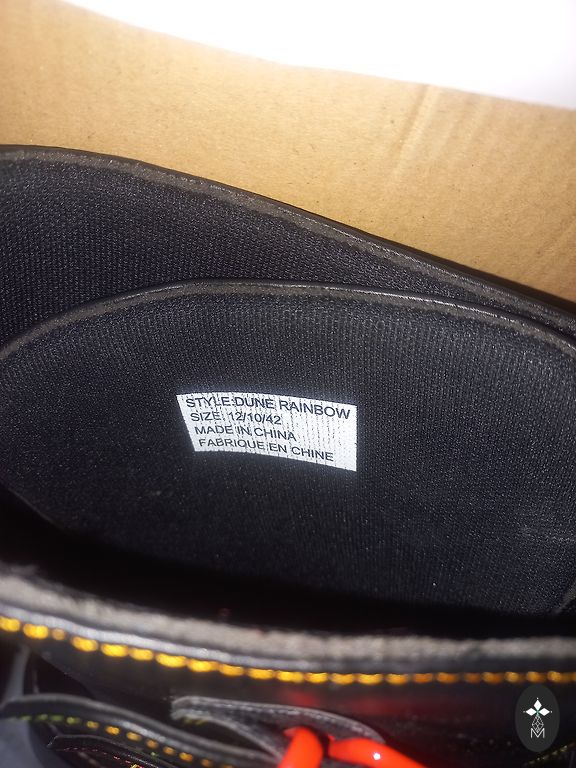 STYLE:DUNE RAINBOW
SIZE: 12/10/42
MADE IN CHINA
FABRIQUE EN CHINE